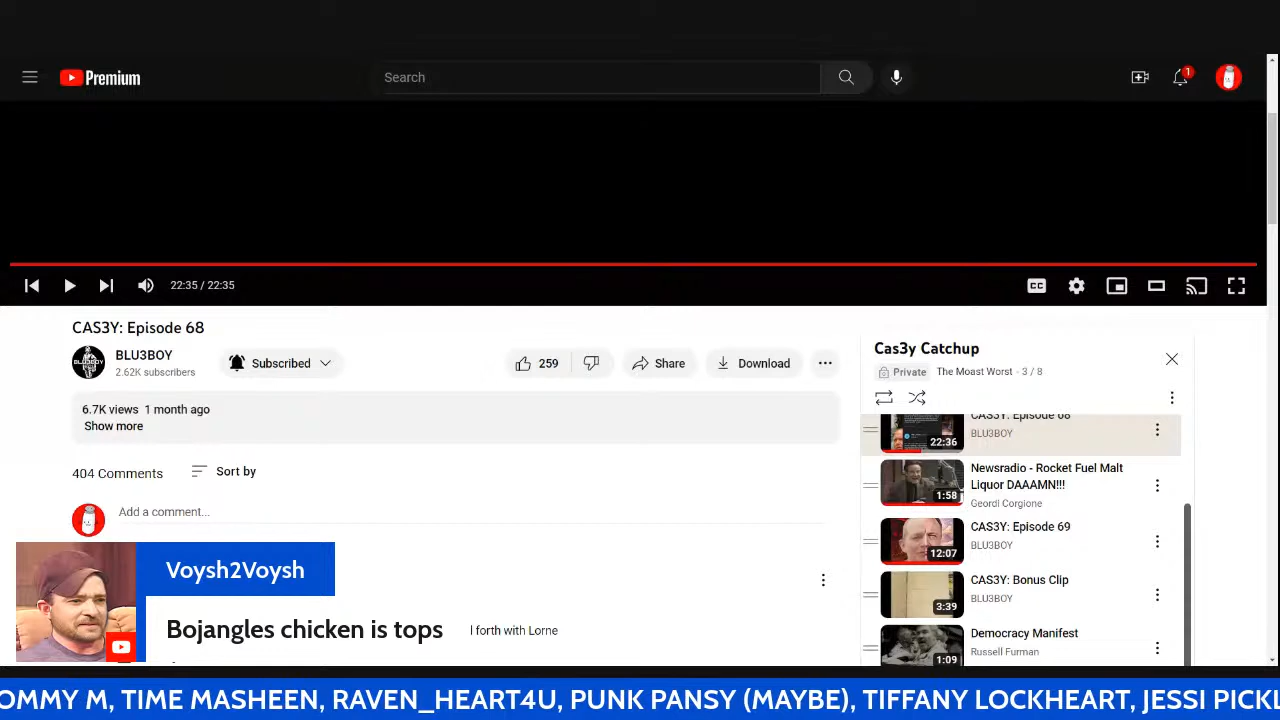 Premium
Search
1
22:35 / 22:35
CC
CAS3Y: Episode 68
BLU3BOY
2.62K subscribers
Subscribed
259
Share
Download
6.7K views 1 month ago
Show more
404 Comments
Sort by
Add a comment...
Cas3y Catchup
Private
The Moast Worst - 3 / 8
CAS3Y: Episode 68
BLU3BOY
22:36
Newsradio - Rocket Fuel Malt
Liquor DAAAMN!!!
Geordi Corgione
1:58
CAS3Y: Episode 69
BLU3BOY
12:07
CAS3Y: Bonus Clip
BLU3BOY
3:39
Democracy Manifest
Russell Furman
1:09
Voysh2Voysh
Bojangles chicken is tops
forth with Lorne
OMMY M, TIME MASHEEN, RAVEN_HEART4U, PUNK PANSY (MAYBE), TIFFANY LOCKHEART, JESSI PICKL